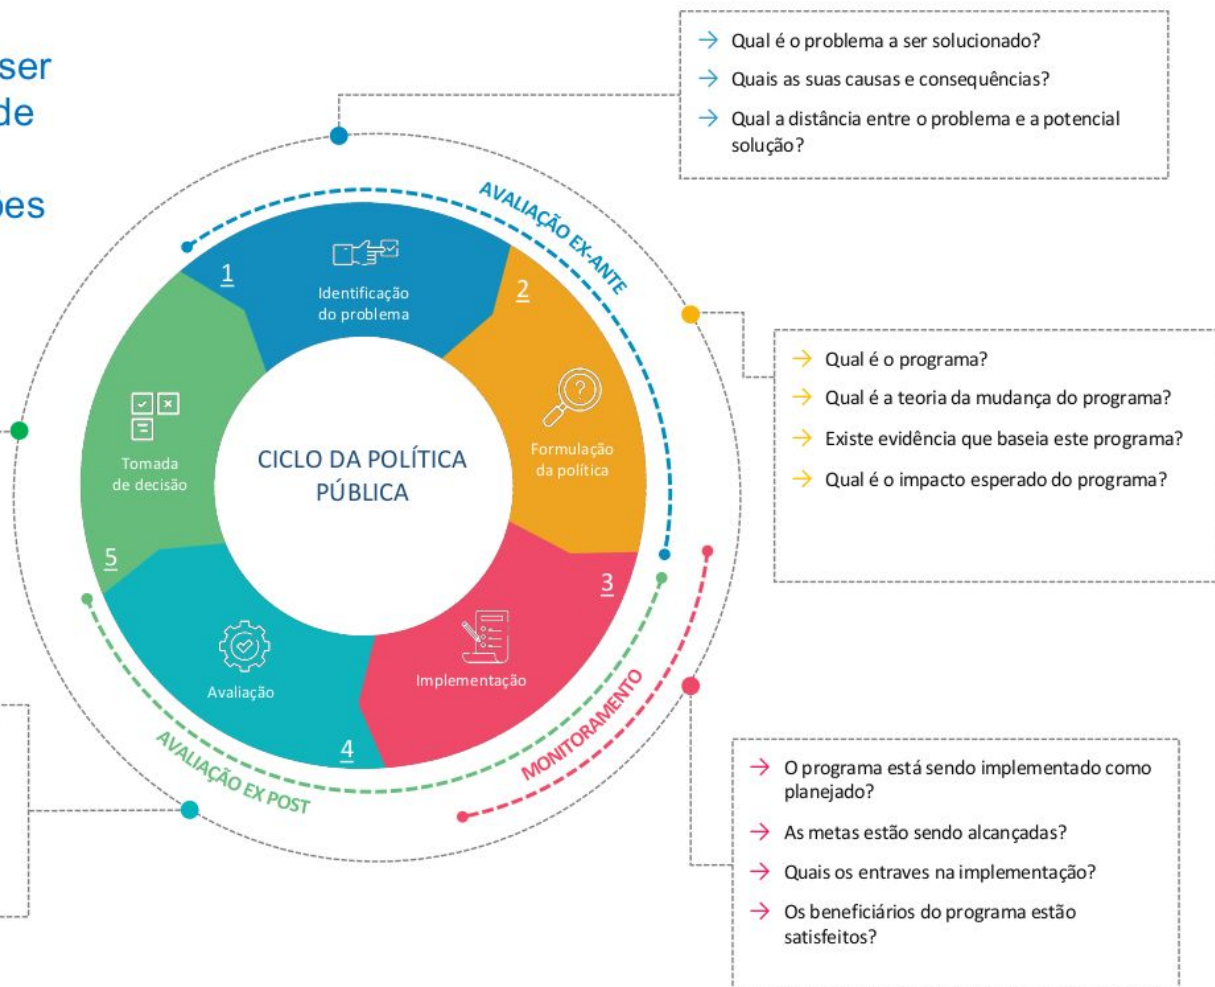 ser
de
ões
Qual é o problema a ser solucionado?
Quais as suas causas e consequências?
Qual a distância entre o problema e a potencial
solução?
AVALIAÇÃO EX-ANTE
1
Identificação
do problema
2
Formulação
da política
Qual é o programa?
Qual é a teoria da mudança do programa?
Existe evidência que baseia este programa?
Qual é o impacto esperado do programa?
CICLO DA POLÍTICA
PÚBLICA
Tomada
de decisão
5
3
Implementação
MONITORAMENTO
Avaliação
4
AVALIAÇÃO EX POST
O programa está sendo implementado como
planejado?
As metas estão sendo alcançadas?
Quais os entraves na implementação?
Os beneficiários do programa estão
satisfeitos?